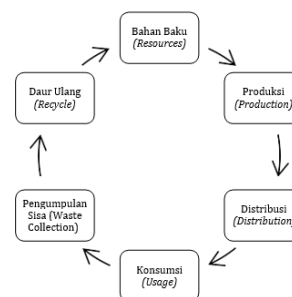 Bahan Baku
(Resources)
Produksi
(Production)
Distribusi
(Distribution)
Konsumsi
(Usage)
Pengumpulan
Sisa (Waste
Collection)
Daur Ulang
(Recycle)